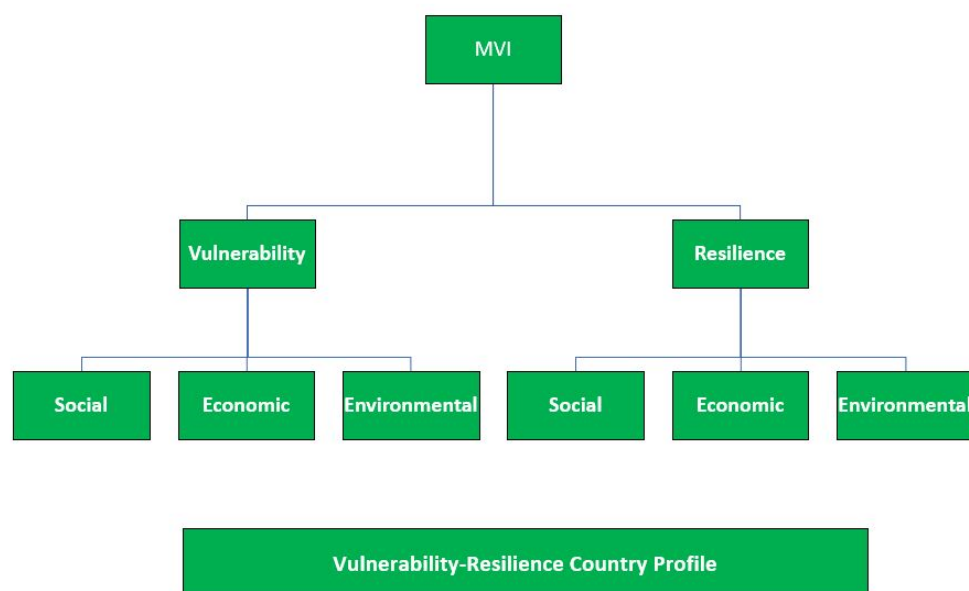 MVI
Vulnerability
Resilience
Social
Economic
Environmental
Social
Economic
Environmental
Vulnerability-Resilience Country Profile